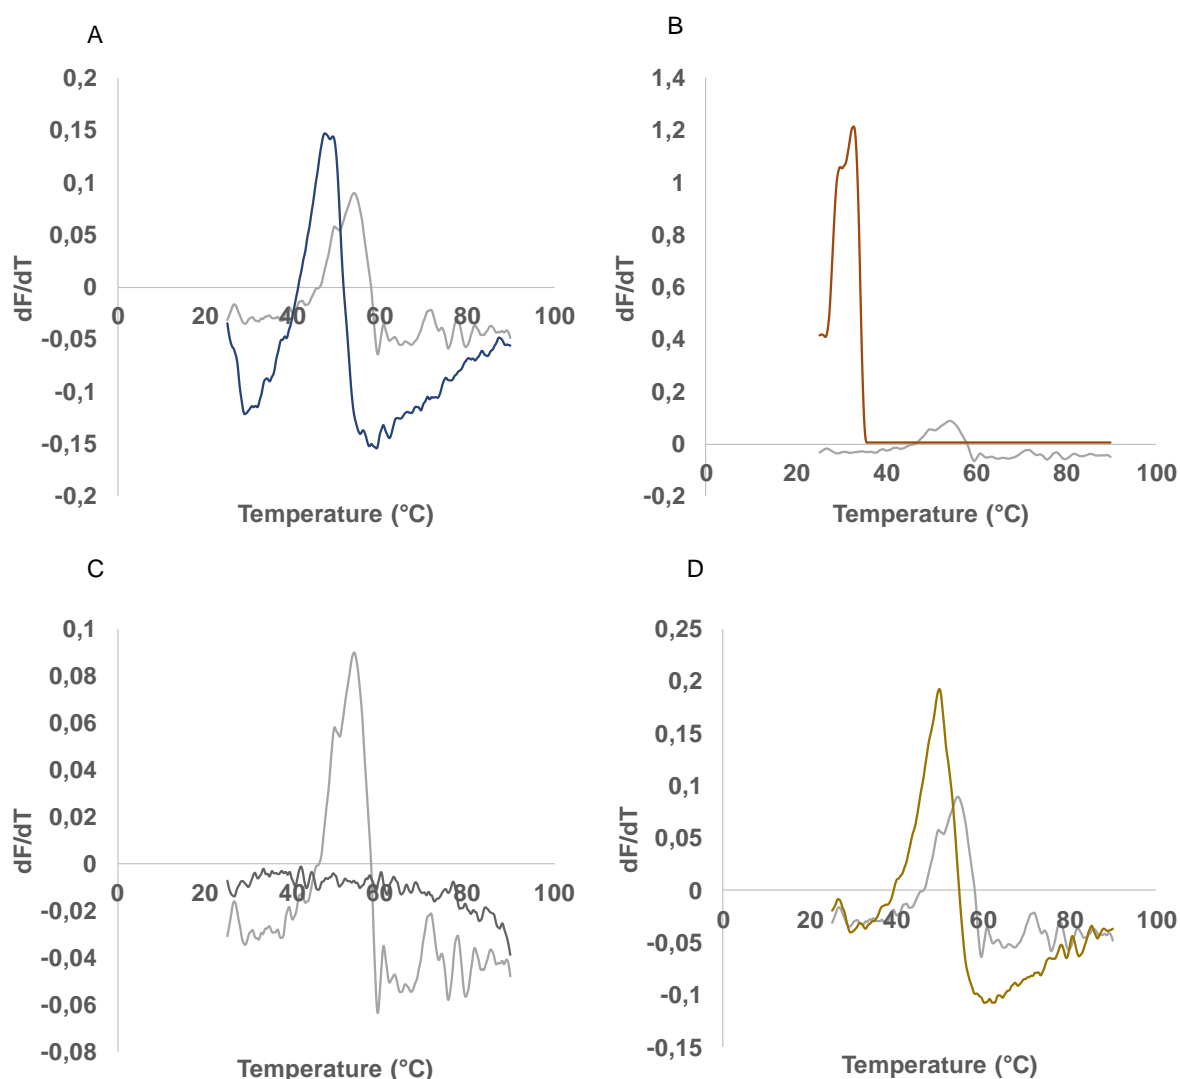 A
0,2
0,15
0,1
0,05
0
-0,05
-0,1
-0,15
-0,2
0 20 40 60 80 100
dF/dT
Temperature (°C)
B
1,4
1,2
1
0,8
0,6
0,4
0,2
0
-0,2
0 20 40 60 80 100
dF/dT
Temperature (°C)
C
0,1
0,08
0,06
0,04
0,02
0
-0,02
-0,04
-0,06
-0,08
0 20 40 60 80 100
dF/dT
Temperature (°C)
D
0,25
0,2
0,15
0,1
0,05
0
-0,05
-0,1
-0,15
0 20 40 60 80 100
dF/dT
Temperature (°C)